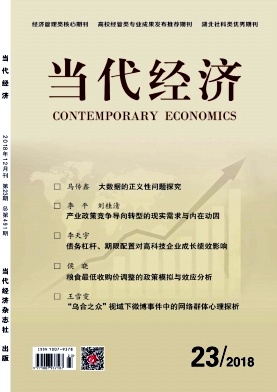 经济管理类核心期刊 高校经管类专业成果发布推荐期刊 湖北社科类优秀期刊
当代经济
CONTEMPORARY ECONOMICS
马传鑫 大数据的正义性问题探究
李平 刘桂清
产业政策竞争导向转型的现实需求与内在动因
李天宇
债务杠杆、期限配置对高科技企业成长绩效影响
侯晓
粮食最低收购价调整的政策模拟与效应分析
王雪雯
“乌合之众”视域下微博事件中的网络群体心理探析
23/2018
ISSN 1007-9378
当代经济
2018年12月刊 第23期 总第491期
当代经济杂志社 出版